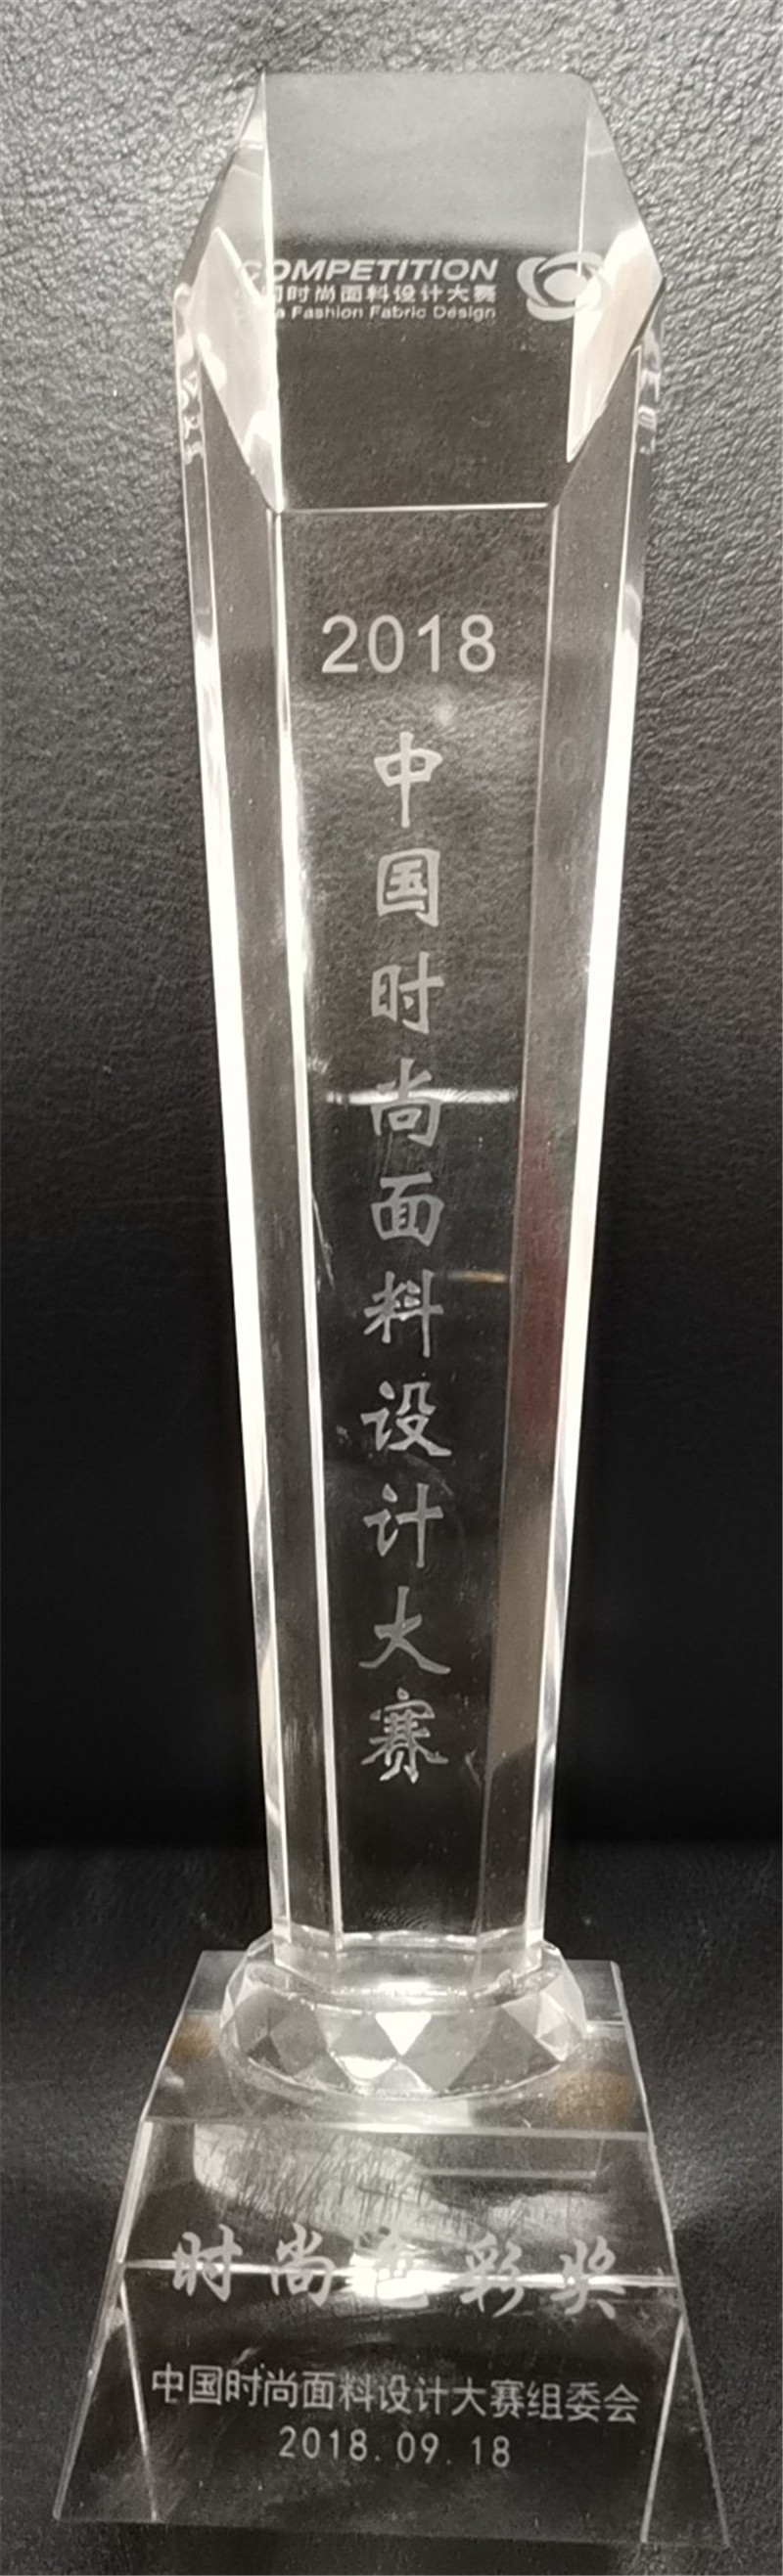 COMPETITION
时尚面料设计大赛
Fashion Fabric Design
2018
中国时尚面料设计大赛
时尚色彩奖
中国时尚面料设计大赛组委会
2018.09.18